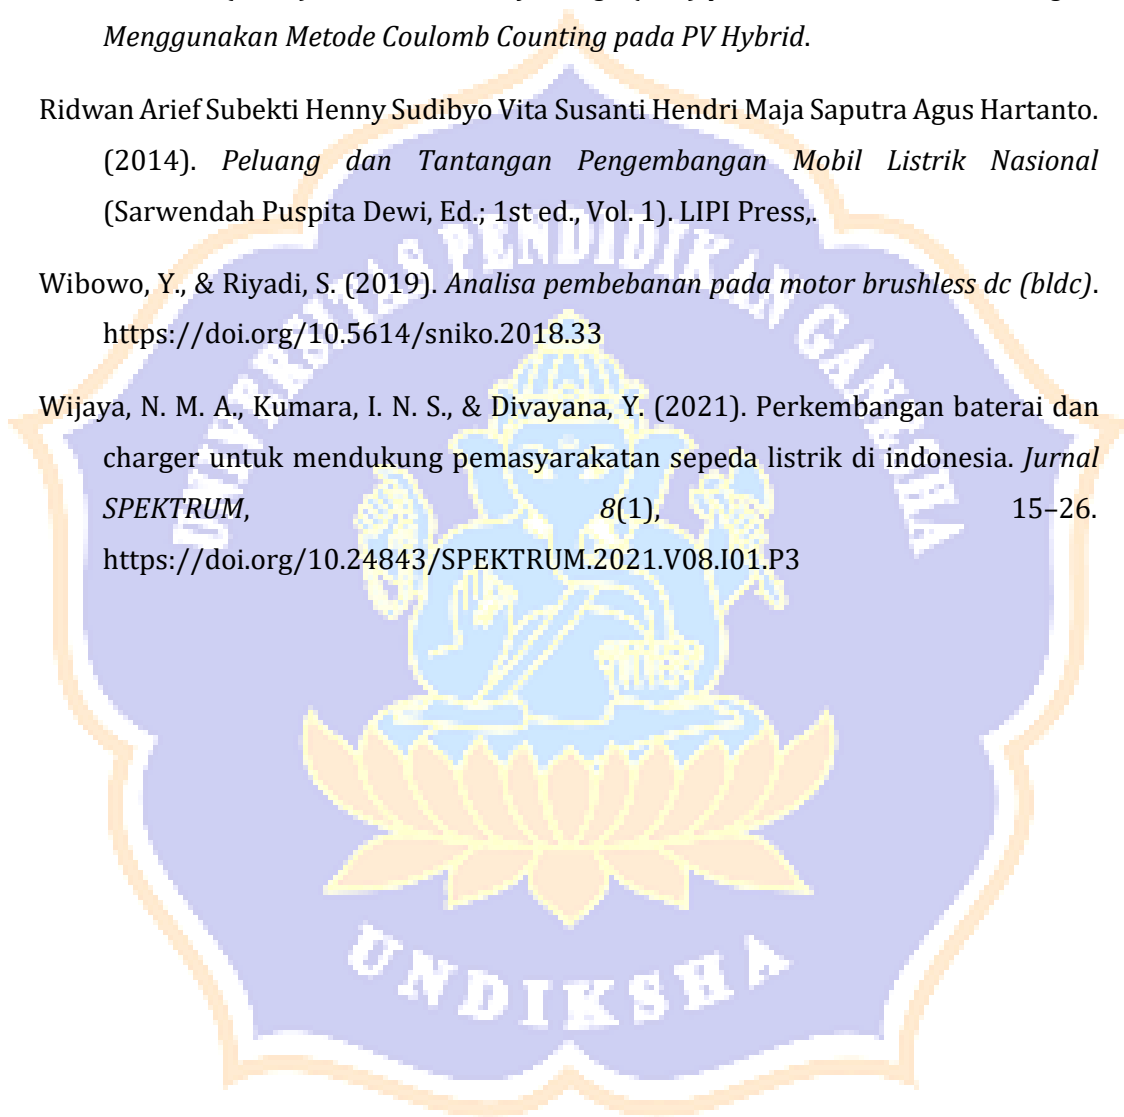 Menggunakan Metode Coulomb Counting pada PV Hybrid.
Ridwan Arief Subekti Henny Sudibyo Vita Susanti Hendri Maja Saputra Agus Hartanto.
(2014). Peluang dan Tantangan Pengembangan Mobil Listrik Nasional
(Sarwendah Puspita Dewi, Ed.; 1st ed., Vol. 1). LIPI Press,.
Wibowo, Y., & Riyadi, S. (2019). Analisa pembebanan pada motor brushless dc (bldc).
https://doi.org/10.5614/sniko.2018.33
Wijaya, N. M. A., Kumara, I. N. S., & Divayana, Y. (2021). Perkembangan baterai dan
charger untuk mendukung pemasyarakatan sepeda listrik di indonesia. Jurnal
SPEKTRUM, 8(1), 15–26.
https://doi.org/10.24843/SPEKTRUM.2021.V08.I01.P3
UNIVERSITAS PENDIDIKAN GANESHA
UNDIKSHA